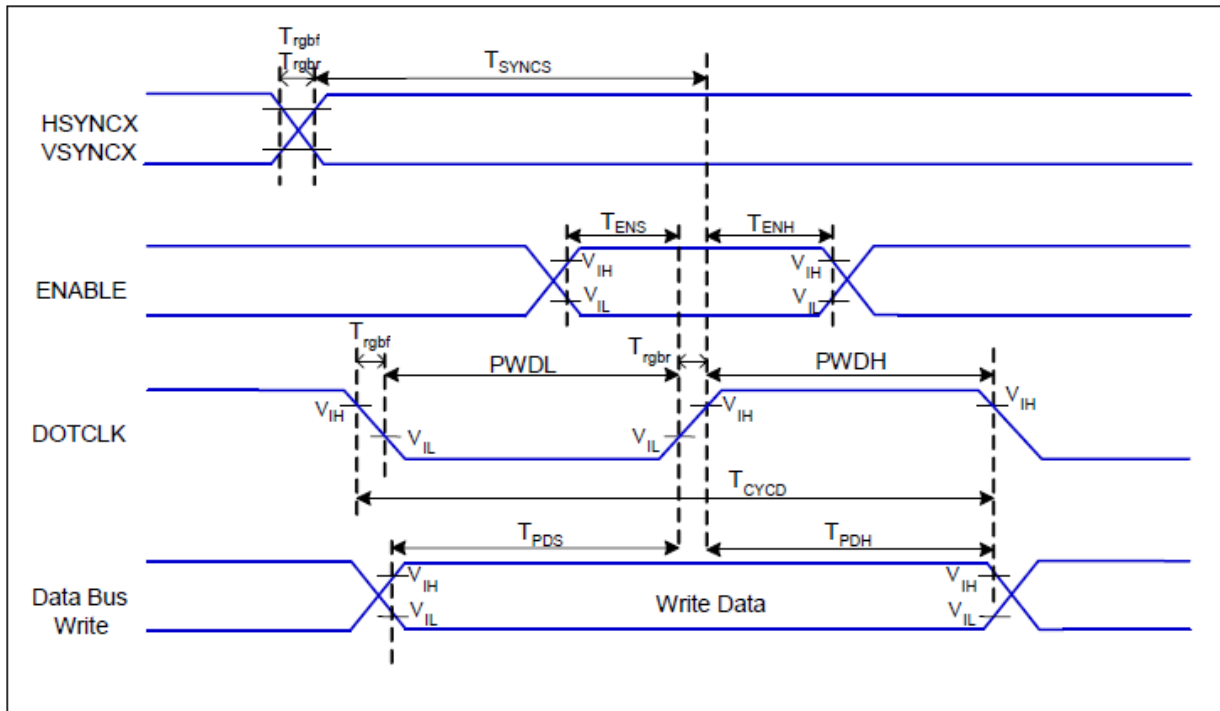 Trgbf
Trgbr
TSYNCS
HSYNCX
VSYNCX
TENS
TENH
VIH
VIH
ENABLE
VIL
VIL
Trgbf
PWDL
Trgbr
PWDH
VIH
VIH
VIH
DOTCLK
VIL
VIL
TCYCD
TPDS
TPDH
VIH
VIH
Data Bus
Write
Write Data
VIL
VIL